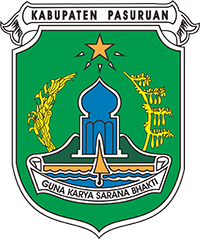 KABUPATEN PASURUAN
GUNA KARYA SARANA BHAKTI